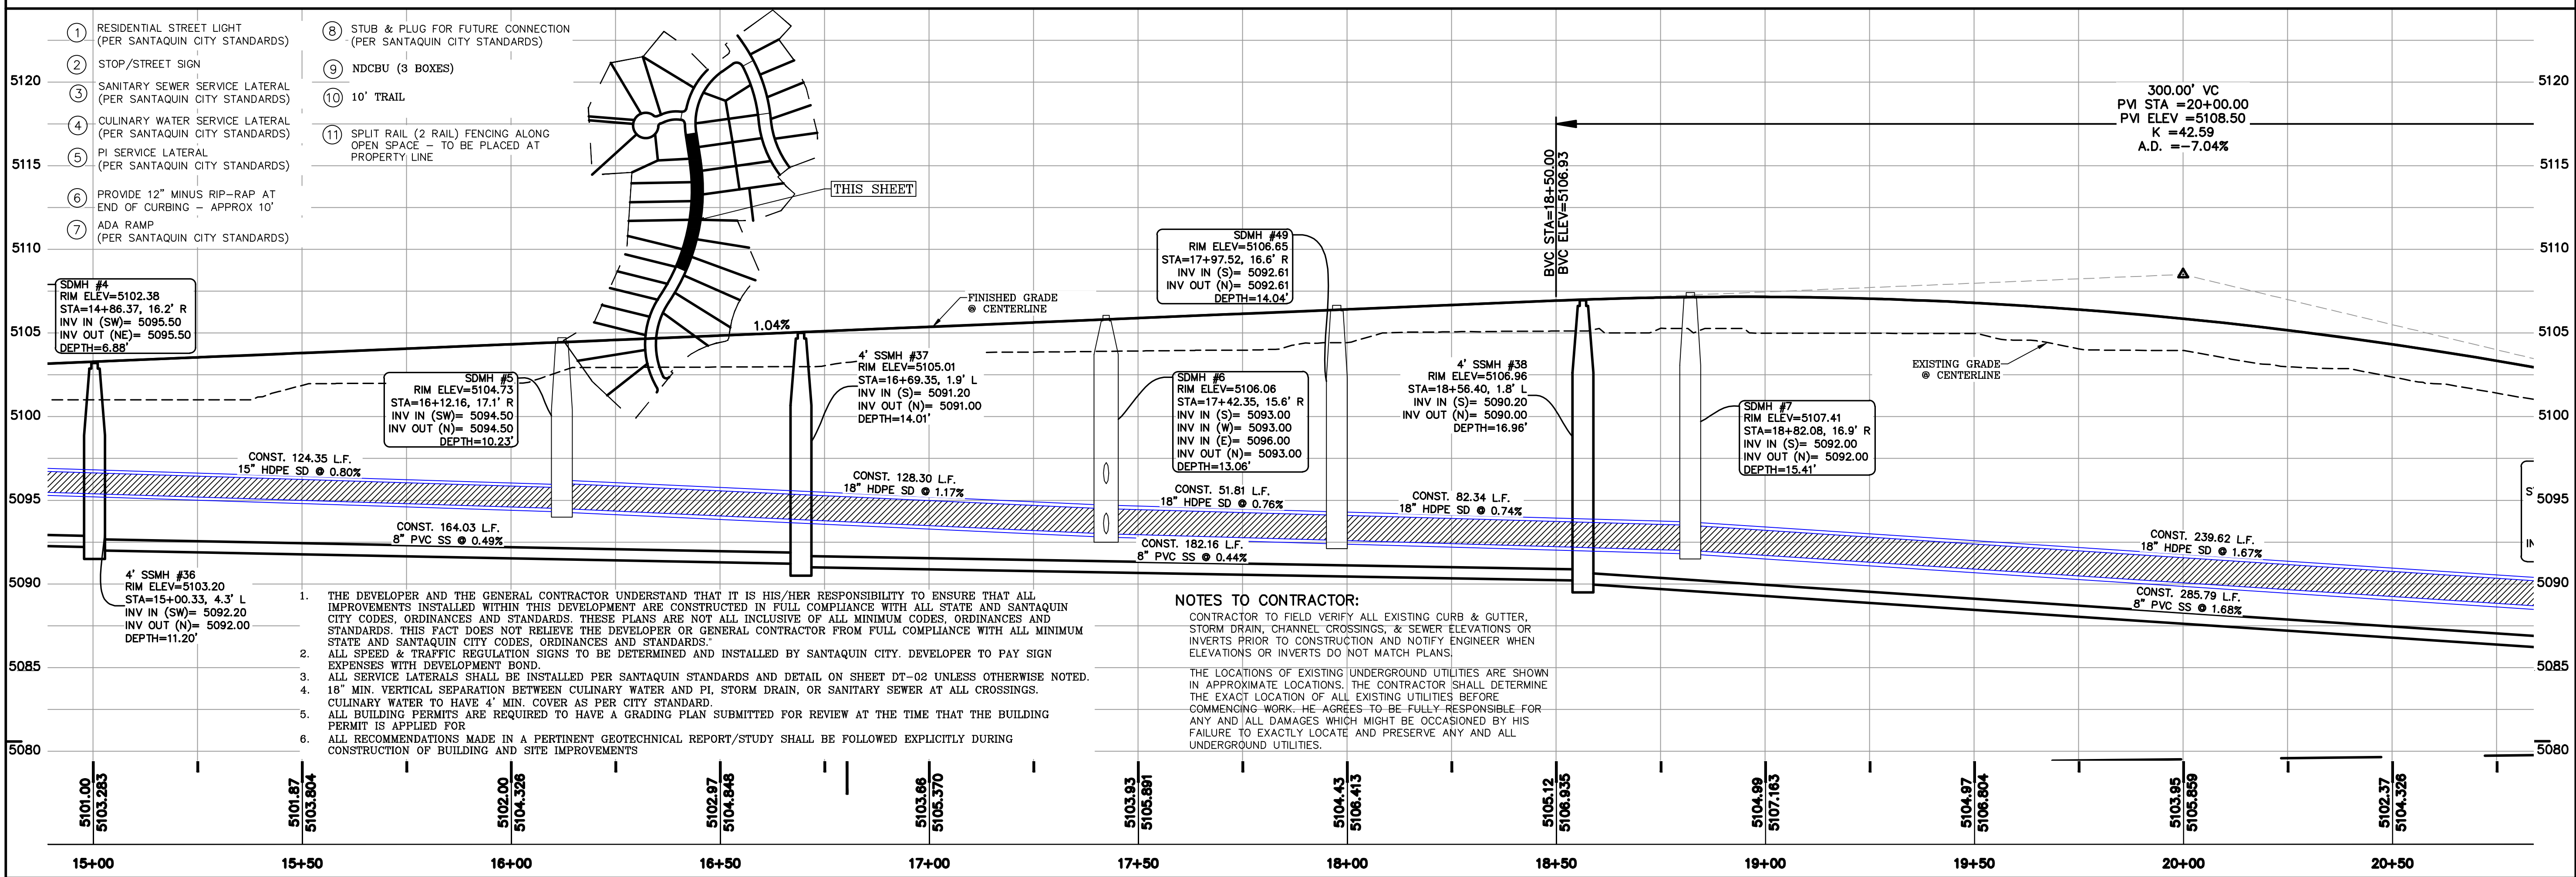 1 RESIDENTIAL STREET LIGHT
(PER SANTAQUIN CITY STANDARDS)
2 STOP/STREET SIGN
3 SANITARY SEWER SERVICE LATERAL
(PER SANTAQUIN CITY STANDARDS)
4 CULINARY WATER SERVICE LATERAL
(PER SANTAQUIN CITY STANDARDS)
5 PI SERVICE LATERAL
(PER SANTAQUIN CITY STANDARDS)
6 PROVIDE 12" MINUS RIP-RAP AT
END OF CURBING - APPROX 10'
7 ADA RAMP
(PER SANTAQUIN CITY STANDARDS)
8 STUB & PLUG FOR FUTURE CONNECTION
(PER SANTAQUIN CITY STANDARDS)
9 NDCBU (3 BOXES)
10 10' TRAIL
11 SPLIT RAIL (2 RAIL) FENCING ALONG
OPEN SPACE - TO BE PLACED AT
PROPERTY LINE
THIS SHEET
5120
5115
5110
5105
5100
5095
5090
5085
5080
SDMH #4
RIM ELEV=5102.38
STA=14+86.37, 16.2' R
INV IN (SW)= 5095.50
INV OUT (NE)= 5095.50
DEPTH=6.88'
SDMH #5
RIM ELEV=5104.73
STA=16+12.16, 17.1' R
INV IN (SW)= 5094.50
INV OUT (N)= 5094.50
DEPTH=10.23'
1.04%
4' SSMH #37
RIM ELEV=5105.01
STA=16+69.35, 1.9' L
INV IN (S)= 5091.20
INV OUT (N)= 5091.00
DEPTH=14.01'
FINISHED GRADE
@ CENTERLINE
SDMH #49
RIM ELEV=5106.65
STA=17+97.52, 16.6' R
INV IN (S)= 5092.61
INV OUT (N)= 5092.61
DEPTH=14.04'
SDMH #6
RIM ELEV=5106.06
STA=17+42.35, 15.6' R
INV IN (S)= 5093.00
INV IN (W)= 5093.00
INV IN (E)= 5096.00
INV OUT (N)= 5093.00
DEPTH=13.06'
4' SSMH #38
RIM ELEV=5106.96
STA=18+56.40, 1.8' L
INV IN (S)= 5090.20
INV OUT (N)= 5090.00
DEPTH=16.96'
BVC STA=18+50.00
BVC ELEV=5106.93
SDMH #7
RIM ELEV=5107.41
STA=18+82.08, 16.9' R
INV IN (S)= 5092.00
INV OUT (N)= 5092.00
DEPTH=15.41'
300.00' VC
PVI STA =20+00.00
PVI ELEV =5108.50
K =42.59
A.D. =-7.04%
EXISTING GRADE
@ CENTERLINE
5120
5115
5110
5105
5100
5095
5090
5085
5080
S
IN
CONST. 124.35 L.F.
15" HDPE SD @ 0.80%
CONST. 164.03 L.F.
8" PVC SS @ 0.49%
CONST. 128.30 L.F.
18" HDPE SD @ 1.17%
CONST. 51.81 L.F.
18" HDPE SD @ 0.76%
CONST. 182.16 L.F.
8" PVC SS @ 0.44%
CONST. 82.34 L.F.
18" HDPE SD @ 0.74%
CONST. 239.62 L.F.
18" HDPE SD @ 1.67%
CONST. 285.79 L.F.
8" PVC SS @ 1.68%
4' SSMH #36
RIM ELEV=5103.20
STA=15+00.33, 4.3' L
INV IN (SW)= 5092.20
INV OUT (N)= 5092.00
DEPTH=11.20'
1. THE DEVELOPER AND THE GENERAL CONTRACTOR UNDERSTAND THAT IT IS HIS/HER RESPONSIBILITY TO ENSURE THAT ALL
IMPROVEMENTS INSTALLED WITHIN THIS DEVELOPMENT ARE CONSTRUCTED IN FULL COMPLIANCE WITH ALL STATE AND SANTAQUIN
CITY CODES, ORDINANCES AND STANDARDS. THESE PLANS ARE NOT ALL INCLUSIVE OF ALL MINIMUM CODES, ORDINANCES AND
STANDARDS. THIS FACT DOES NOT RELIEVE THE DEVELOPER OR GENERAL CONTRACTOR FROM FULL COMPLIANCE WITH ALL MINIMUM
STATE AND SANTAQUIN CITY CODES, ORDINANCES AND STANDARDS."
2. ALL SPEED & TRAFFIC REGULATION SIGNS TO BE DETERMINED AND INSTALLED BY SANTAQUIN CITY. DEVELOPER TO PAY SIGN
EXPENSES WITH DEVELOPMENT BOND.
3. ALL SERVICE LATERALS SHALL BE INSTALLED PER SANTAQUIN STANDARDS AND DETAIL ON SHEET DT-02 UNLESS OTHERWISE NOTED.
4. 18" MIN. VERTICAL SEPARATION BETWEEN CULINARY WATER AND PI, STORM DRAIN, OR SANITARY SEWER AT ALL CROSSINGS.
CULINARY WATER TO HAVE 4' MIN. COVER AS PER CITY STANDARD.
5. ALL BUILDING PERMITS ARE REQUIRED TO HAVE A GRADING PLAN SUBMITTED FOR REVIEW AT THE TIME THAT THE BUILDING
PERMIT IS APPLIED FOR
6. ALL RECOMMENDATIONS MADE IN A PERTINENT GEOTECHNICAL REPORT/STUDY SHALL BE FOLLOWED EXPLICITLY DURING
CONSTRUCTION OF BUILDING AND SITE IMPROVEMENTS
NOTES TO CONTRACTOR:
CONTRACTOR TO FIELD VERIFY ALL EXISTING CURB & GUTTER,
STORM DRAIN, CHANNEL CROSSINGS, & SEWER ELEVATIONS OR
INVERTS PRIOR TO CONSTRUCTION AND NOTIFY ENGINEER WHEN
ELEVATIONS OR INVERTS DO NOT MATCH PLANS.
THE LOCATIONS OF EXISTING UNDERGROUND UTILITIES ARE SHOWN
IN APPROXIMATE LOCATIONS. THE CONTRACTOR SHALL DETERMINE
THE EXACT LOCATION OF ALL EXISTING UTILITIES BEFORE
COMMENCING WORK. HE AGREES TO BE FULLY RESPONSIBLE FOR
ANY AND ALL DAMAGES WHICH MIGHT BE OCCASIONED BY HIS
FAILURE TO EXACTLY LOCATE AND PRESERVE ANY AND ALL
UNDERGROUND UTILITIES.
5101.00
5103.283
5101.87
5103.804
5102.00
5104.326
5102.97
5104.848
5103.66
5105.370
5103.93
5105.891
5104.43
5106.413
5105.12
5106.935
5104.99
5107.163
5104.97
5106.804
5103.95
5105.859
5102.37
5104.326
15+00
15+50
16+00
16+50
17+00
17+50
18+00
18+50
19+00
19+50
20+00
20+50